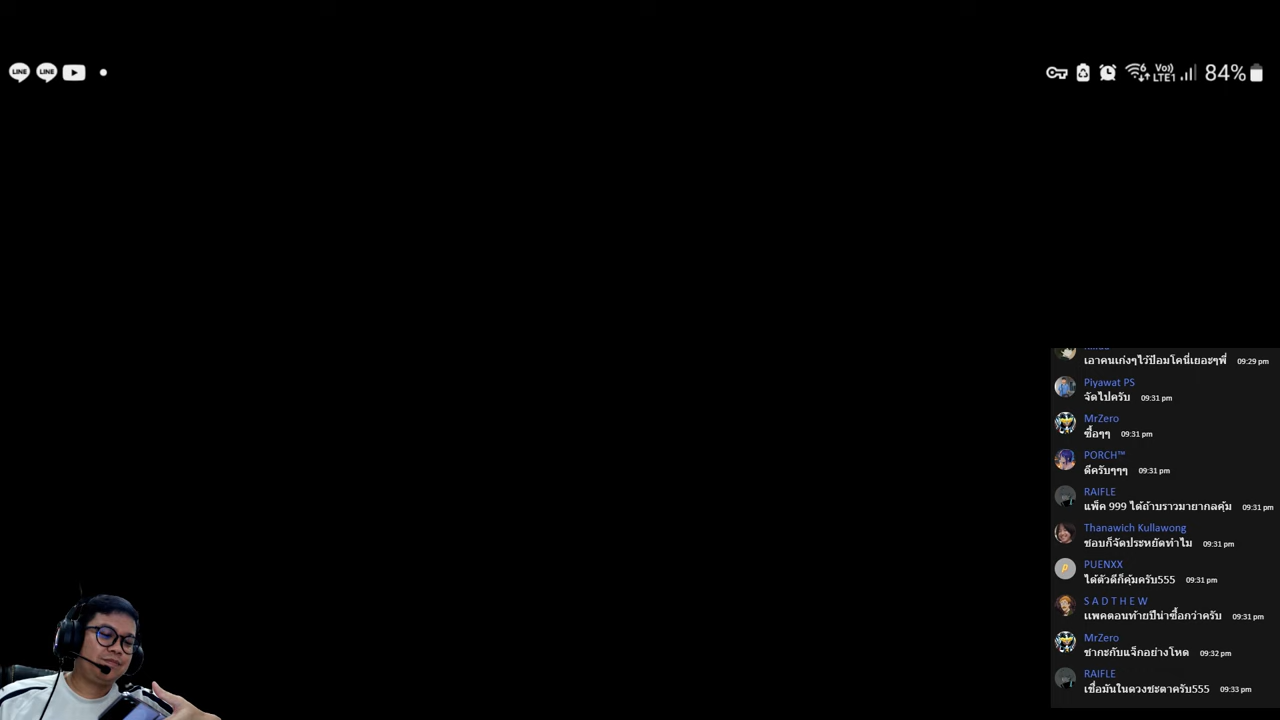 LINE LINE
6 Vo)) LTE1 84%
เอาคนเก่งๆไว้ป้อมโคนี่เยอะๆพี่ 09:29 pm
Piyawat PS
จัดไปครับ 09:31 pm
MrZero
ซื้อๆๆ 09:31 pm
PORCH™
ดีครับๆๆๆ 09:31 pm
RAIFLE
แพ็ค 999 ได้ถ้าบราวมายากลคุ้ม 09:31 pm
Thanawich Kullawong
ชอบก็จัดประหยัดทำไม 09:31 pm
PUENXX
ได้ตัวดีก็คุ้มครับ555 09:31 pm
S A D T H E W
แพคตอนท้ายปีน่าซื้อกว่าครับ 09:31 pm
MrZero
ชากะกับแจ็กอย่างโหด 09:32 pm
RAIFLE
เชื่อมันในดวงชะตาครับ555 09:33 pm